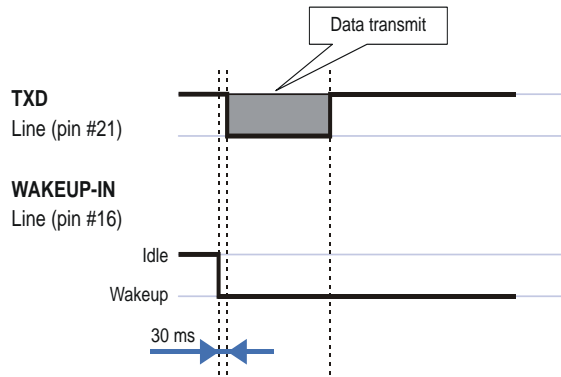 Data transmit
TXD
Line (pin #21)
WAKEUP-IN
Line (pin #16)
Idle
Wakeup
30 ms